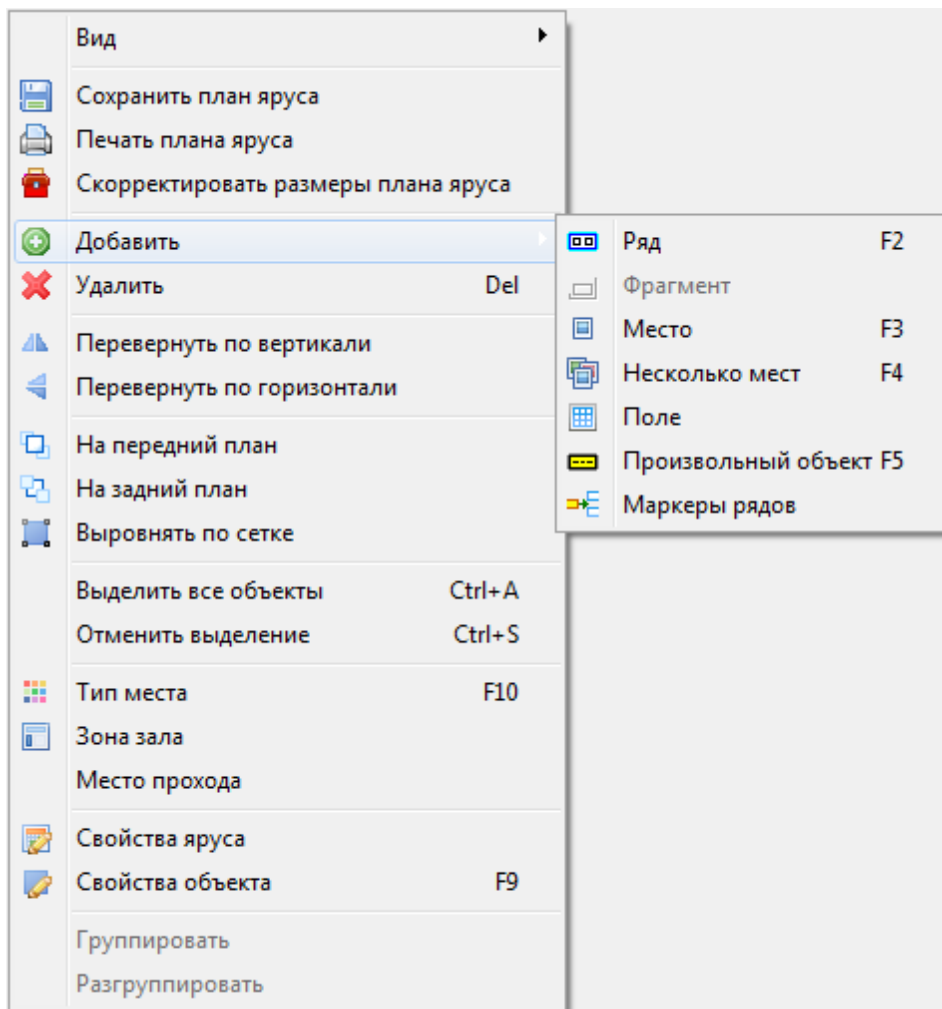 Вид
Сохранить план яруса
Печать плана яруса
Скорректировать размеры плана яруса
Добавить
Удалить Del
Перевернуть по вертикали
Перевернуть по горизонтали
На передний план
На задний план
Выровнять по сетке
Выделить все объекты Ctrl+A
Отменить выделение Ctrl+S
Тип места F10
Зона зала
Место прохода
Свойства яруса
Свойства объекта F9
Группировать
Разгруппировать
Ряд F2
Фрагмент
Место F3
Несколько мест F4
Поле
Произвольный объект F5
Маркеры рядов